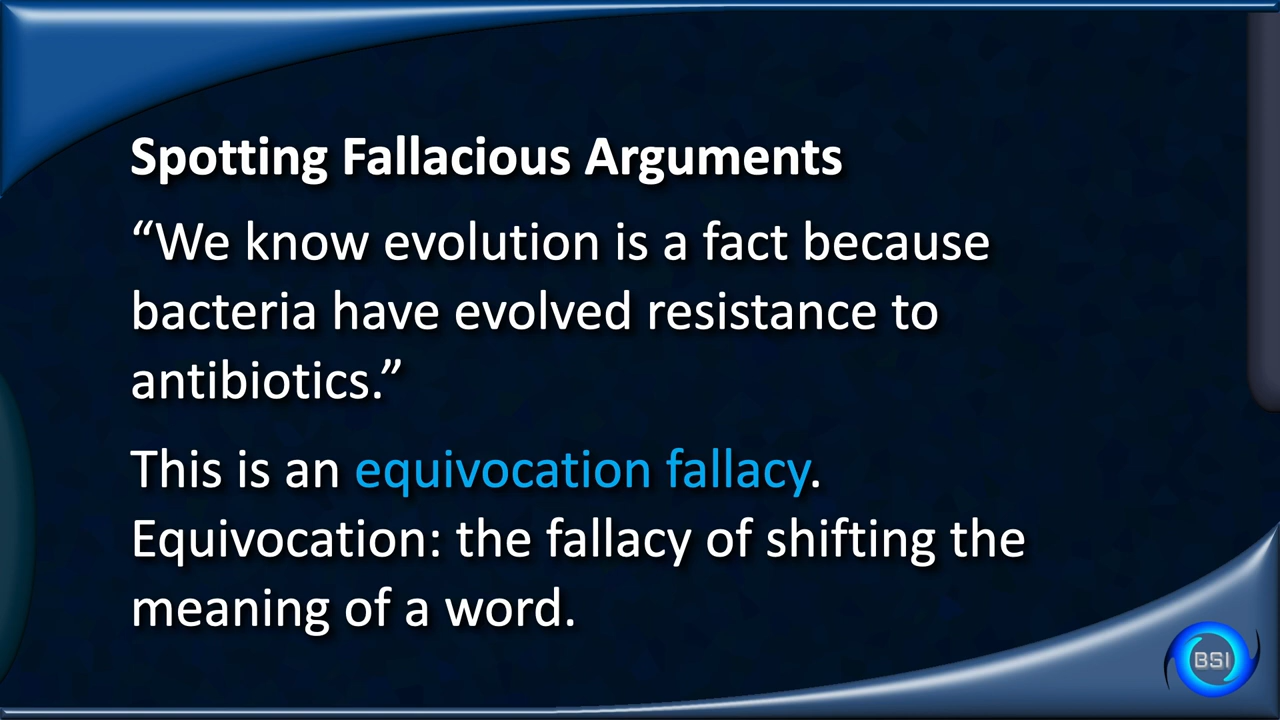 Spotting Fallacious Arguments
“We know evolution is a fact because
bacteria have evolved resistance to
antibiotics.”
This is an equivocation fallacy.
Equivocation: the fallacy of shifting the
meaning of a word.
BSI